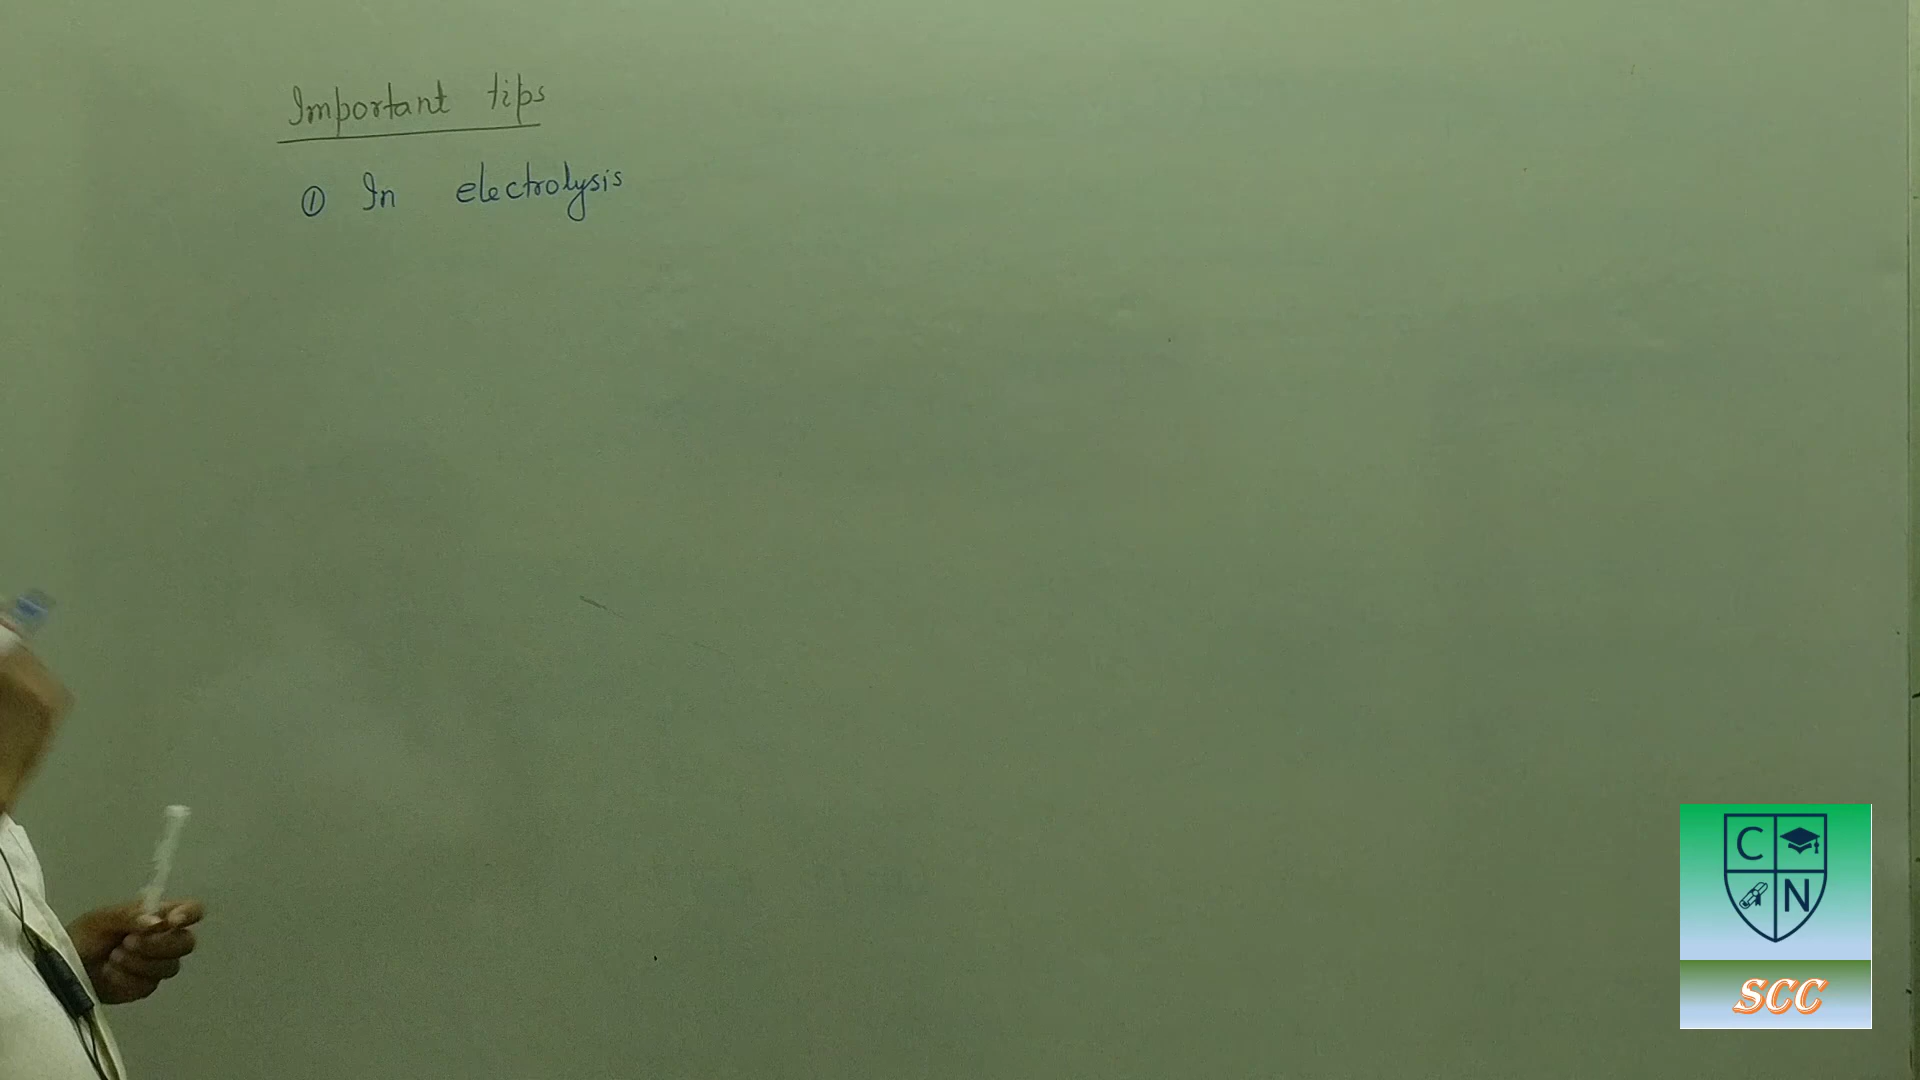 Important tips
① In electrolysis
C
N
SCC